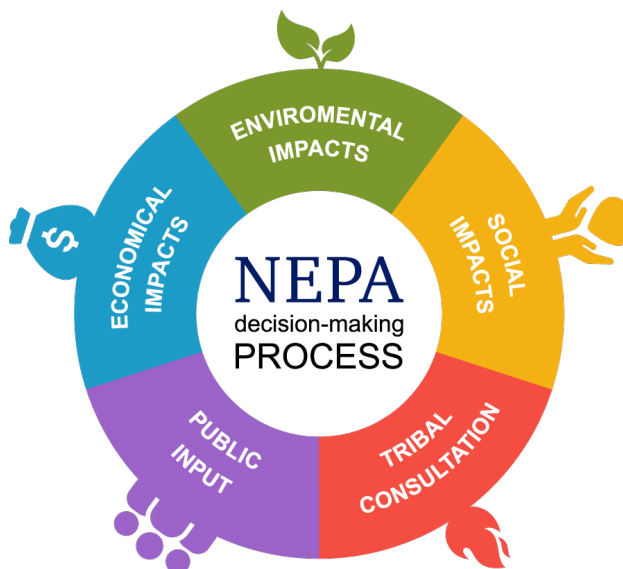 ENVIROMENTAL
IMPACTS
SOCIAL
IMPACTS
TRIBAL
CONSULTATION
PUBLIC
INPUT
ECONOMICAL
IMPACTS
$
NEPA
decision-making
PROCESS